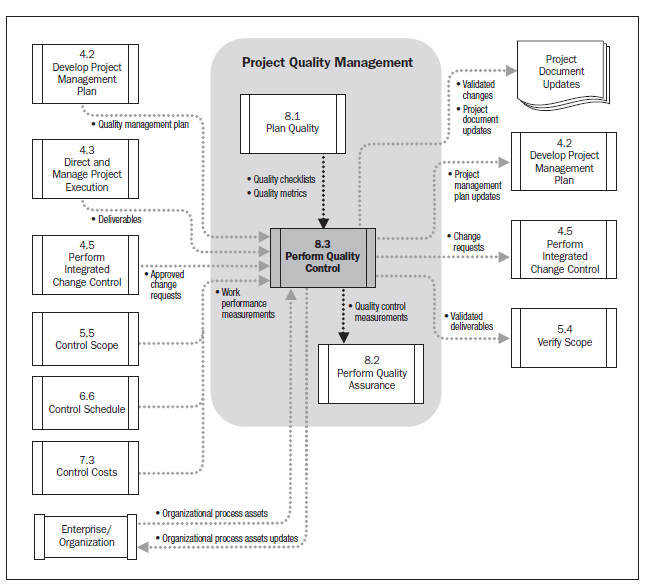 Project Quality Management
4.2
Develop Project
Management
Plan
• Quality management plan
4.3
Direct and
Manage Project
Execution
• Deliverables
4.5
Perform
Integrated
Change Control
• Approved
change
requests
5.5
Control Scope
6.6
Control Schedule
7.3
Control Costs
• Work
performance
measurements
Enterprise/
Organization
• Organizational process assets
• Organizational process assets updates
8.1
Plan Quality
• Quality checklists
• Quality metrics
8.3
Perform Quality
Control
• Quality control
measurements
8.2
Perform Quality
Assurance
• Validated
changes
• Project
document
updates
Project
Document
Updates
• Project
management
plan updates
4.2
Develop Project
Management
Plan
• Change
requests
4.5
Perform
Integrated
Change Control
• Validated
deliverables
5.4
Verify Scope